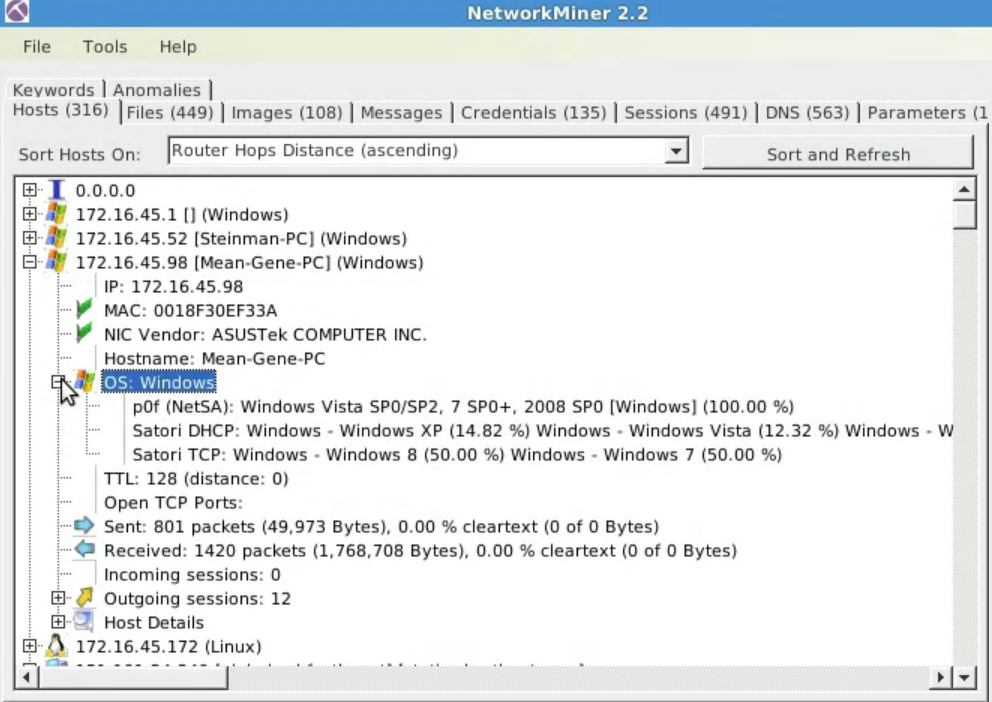 NetworkMiner 2.2
File Tools Help
Keywords Anomalies
Hosts (316) Files (449) Images (108) Messages Credentials (135) Sessions (491) DNS (563) Parameters (1
Sort Hosts On: Router Hops Distance (ascending) Sort and Refresh
0.0.0.0
172.16.45.1 [] (Windows)
172.16.45.52 [Steinman-PC] (Windows)
172.16.45.98 [Mean-Gene-PC] (Windows)
IP: 172.16.45.98
MAC: 0018F30EF33A
NIC Vendor: ASUSTek COMPUTER INC.
Hostname: Mean-Gene-PC
OS: Windows
p0f (NetSA): Windows Vista SP0/SP2, 7 SP0+, 2008 SP0 [Windows] (100.00 %)
Satori DHCP: Windows - Windows XP (14.82 %) Windows - Windows Vista (12.32 %) Windows - W
Satori TCP: Windows - Windows 8 (50.00 %) Windows - Windows 7 (50.00 %)
TTL: 128 (distance: 0)
Open TCP Ports:
Sent: 801 packets (49,973 Bytes), 0.00 % cleartext (0 of 0 Bytes)
Received: 1420 packets (1,768,708 Bytes), 0.00 % cleartext (0 of 0 Bytes)
Incoming sessions: 0
Outgoing sessions: 12
Host Details
172.16.45.172 (Linux)